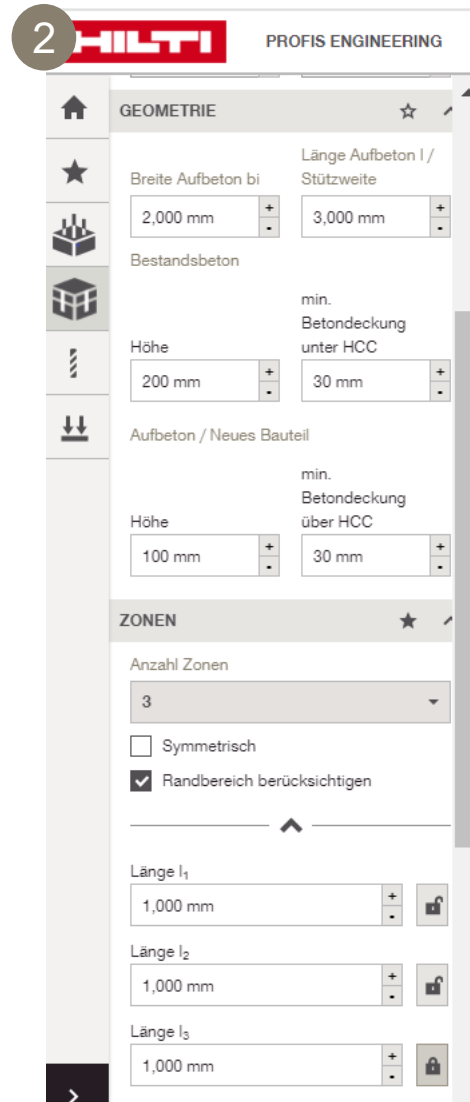 2
HILTI PROFIS ENGINEERING
GEOMETRIE
Breite Aufbeton bi
Länge Aufbeton l /
Stützweite
2,000 mm + -
3,000 mm + -
Bestandsbeton
Höhe
min.
Betondeckung
unter HCC
200 mm + -
30 mm + -
Aufbeton / Neues Bauteil
Höhe
min.
Betondeckung
über HCC
100 mm + -
30 mm + -
ZONEN
Anzahl Zonen
3
Symmetrisch
Randbereich berücksichtigen
Länge l₁
1,000 mm + -
Länge l₂
1,000 mm + -
Länge l₃
1,000 mm + -